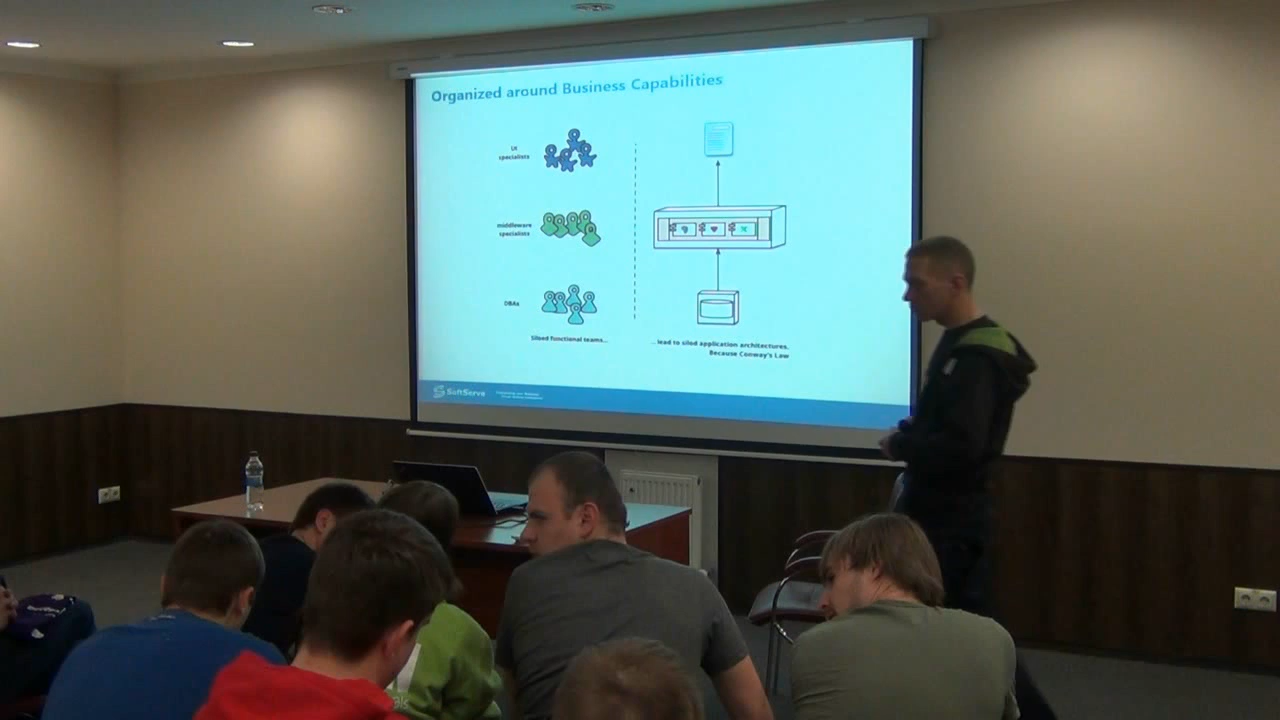 Organized around Business Capabilities
UI
specialists
middleware
specialists
DBAs
Siloed functional teams...
... lead to silod application architectures.
Because Conway's Law
SoftServe